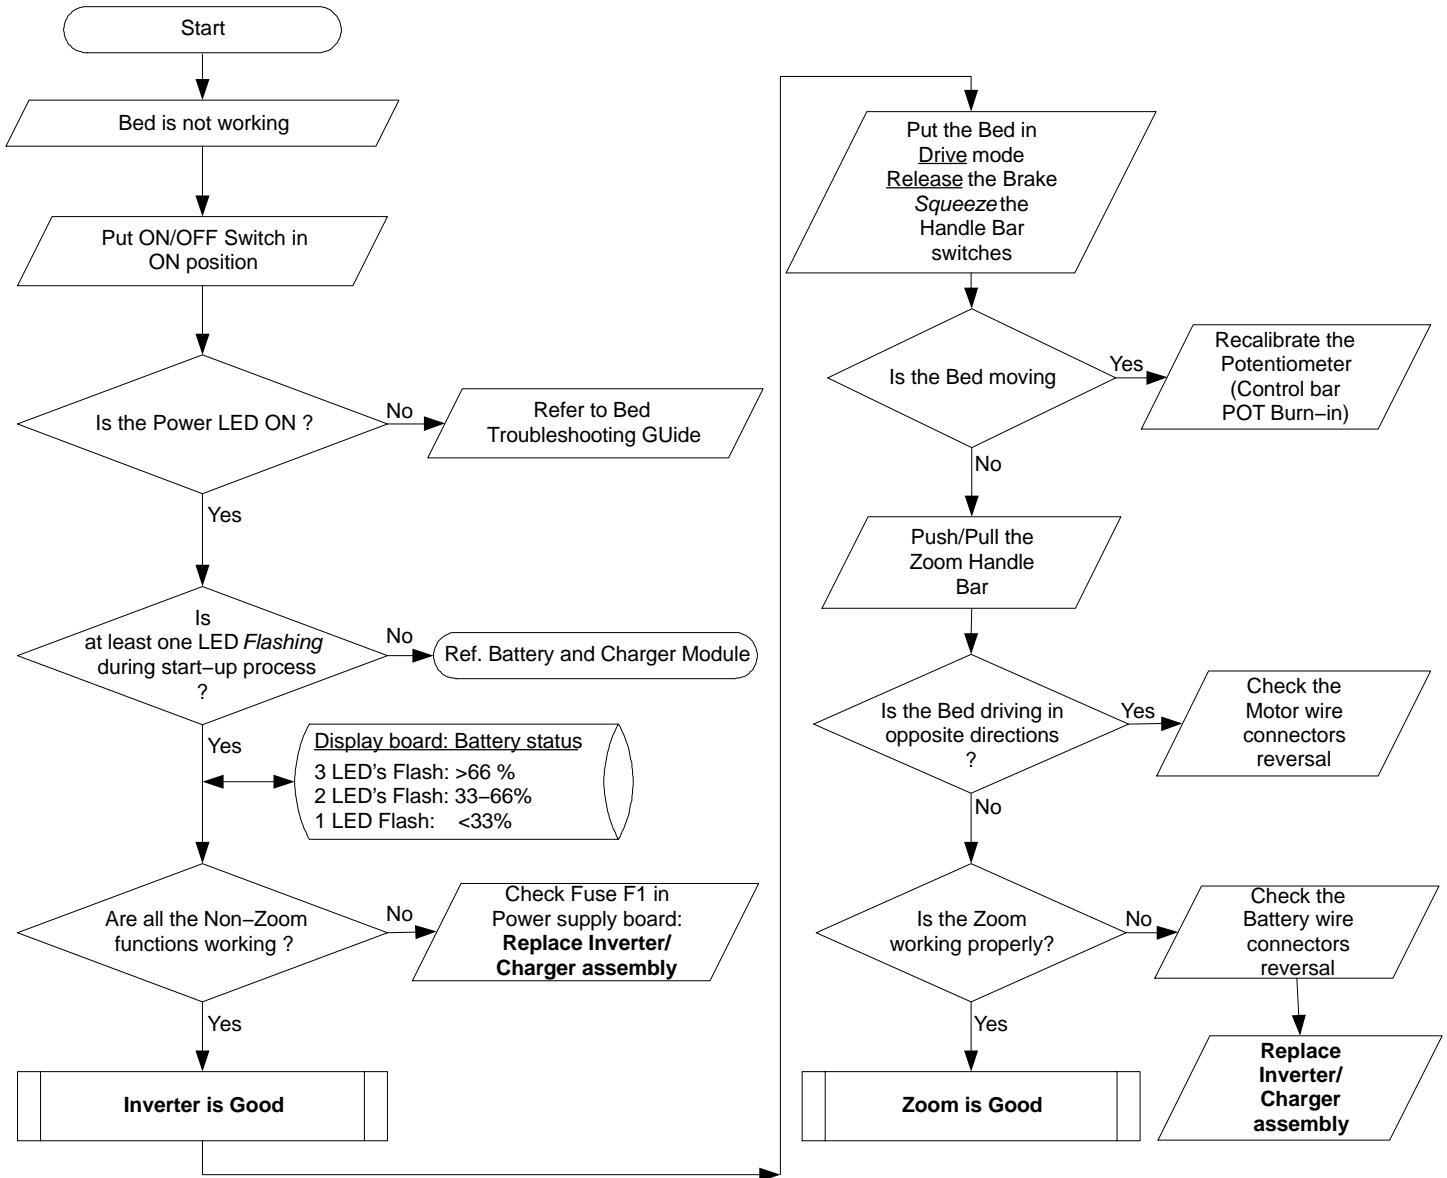 Start
Bed is not working
Put ON/OFF Switch in
ON position
Is the Power LED ON ?
No
Refer to Bed
Troubleshooting GUide
Yes
Is
at least one LED Flashing
during start–up process
?
No
Ref. Battery and Charger Module
Yes
Display board: Battery status
3 LED's Flash: >66 %
2 LED's Flash: 33–66%
1 LED Flash: <33%
Are all the Non–Zoom
functions working ?
No
Check Fuse F1 in
Power supply board:
Replace Inverter/
Charger assembly
Yes
Inverter is Good
Put the Bed in
Drive mode
Release the Brake
Squeeze the
Handle Bar
switches
Is the Bed moving
Yes
Recalibrate the
Potentiometer
(Control bar
POT Burn–in)
No
Push/Pull the
Zoom Handle
Bar
Is the Bed driving in
opposite directions
?
Yes
Check the
Motor wire
connectors
reversal
No
Is the Zoom
working properly?
No
Check the
Battery wire
connectors
reversal
Yes
Zoom is Good
Replace
Inverter/
Charger
assembly